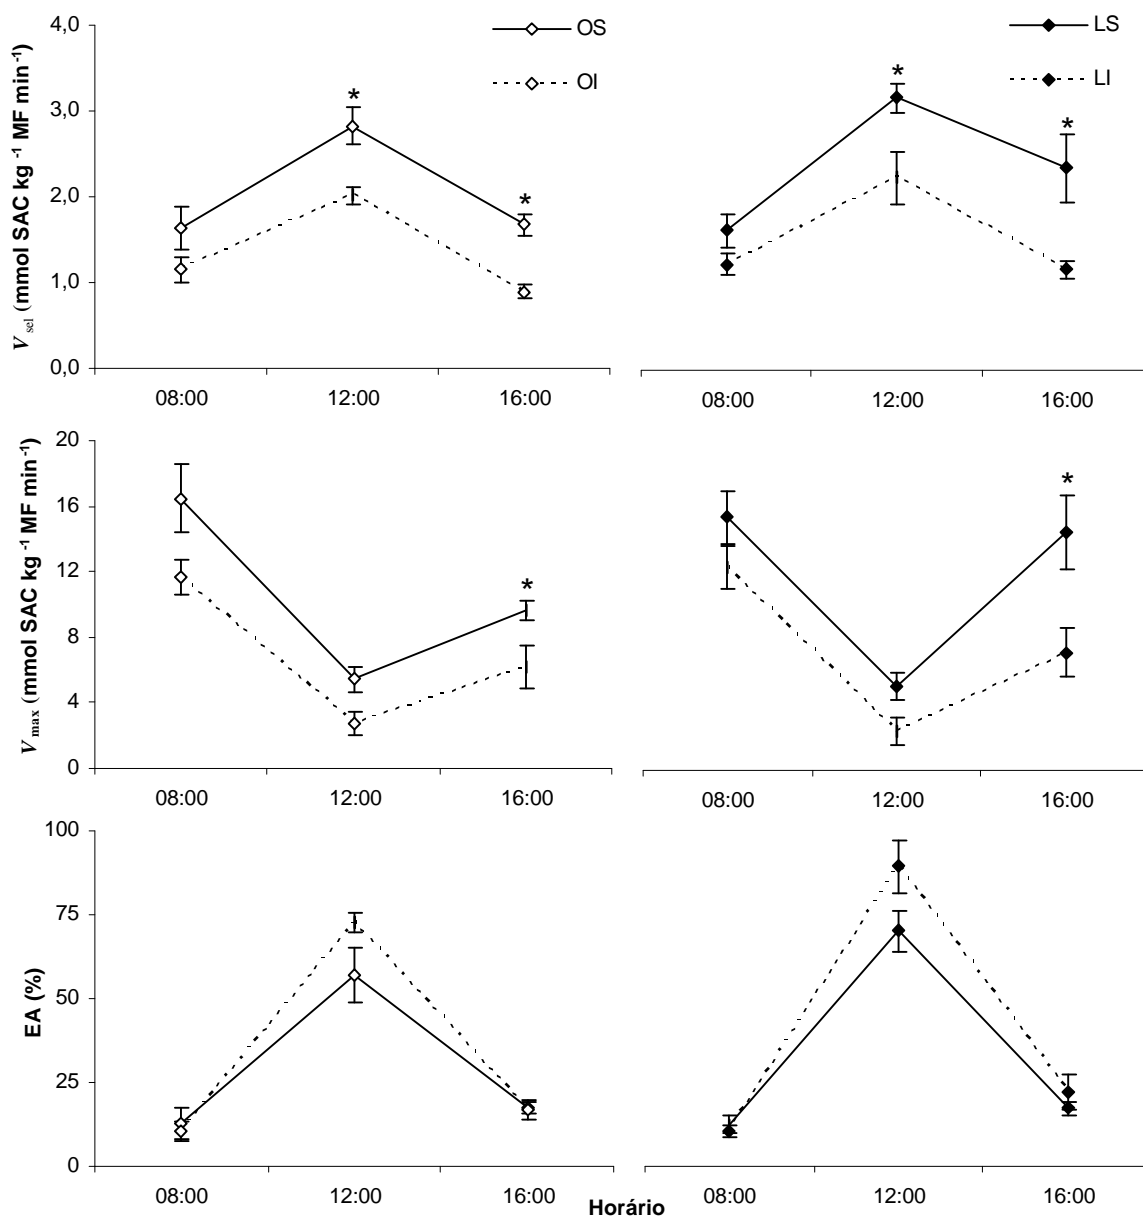 4,0
3,0
2,0
1,0
0,0
V sel (mmol SAC kg -1 MF min-1)
OS
OI
*
*
08:00 12:00 16:00
LS
LI
*
*
08:00 12:00 16:00
20
16
12
8
4
0
V max (mmol SAC kg -1 MF min-1)
*
08:00 12:00 16:00
*
08:00 12:00 16:00
100
75
50
25
0
EA (%)
08:00 12:00 16:00
08:00 12:00 16:00
Horário